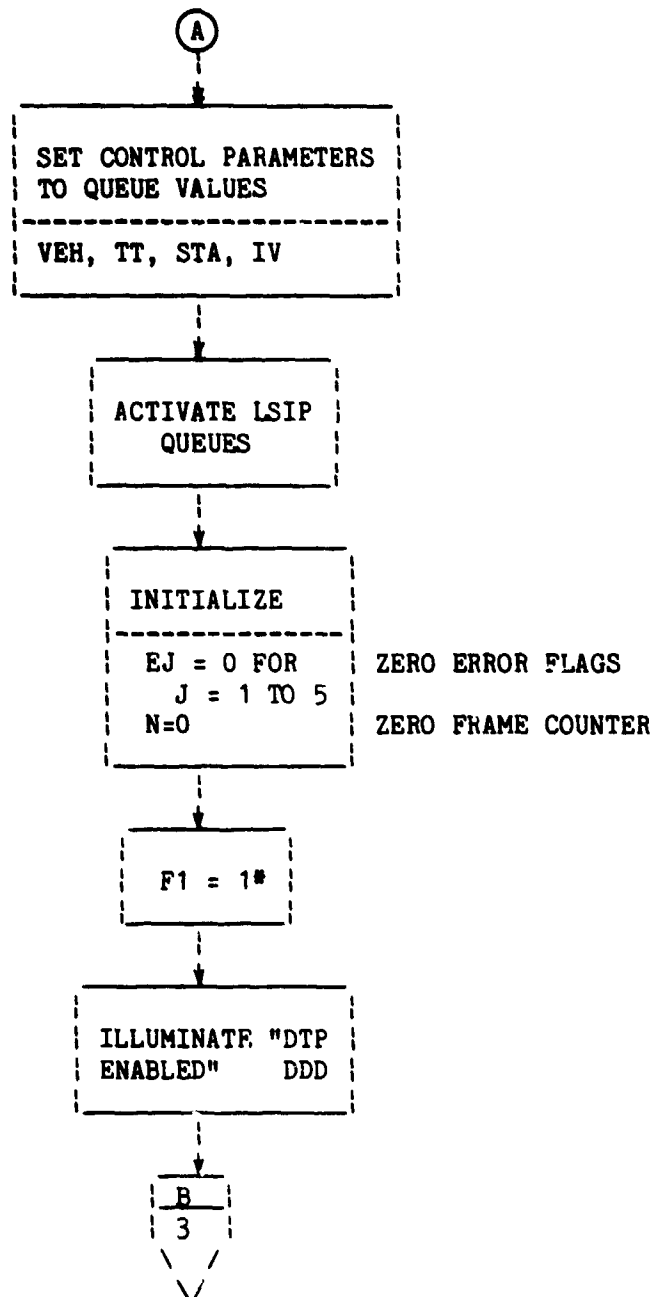 A
SET CONTROL PARAMETERS
TO QUEUE VALUES
VEH, TT, STA, IV
ACTIVATE LSIP
QUEUES
INITIALIZE
EJ = 0 FOR ZERO ERROR FLAGS
J = 1 TO 5
N=0 ZERO FRAME COUNTER
F1 = 1*
ILLUMINATE "DTP
ENABLED" DDD
B
3